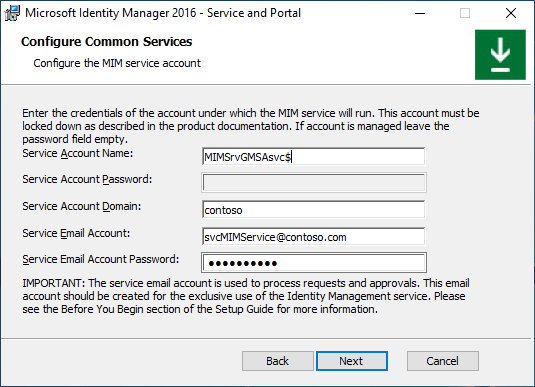 Microsoft Identity Manager 2016 - Service and Portal
Configure Common Services
Configure the MIM service account
Enter the credentials of the account under which the MIM service will run. This account must be
locked down as described in the product documentation. If account is managed leave the
password field empty.
Service Account Name: MIMSrvGMSAsvc$
Service Account Password:
Service Account Domain: contoso
Service Email Account: svcMIMService@contoso.com
Service Email Account Password: ●●●●●●●●●●
IMPORTANT: The service email account is used to process requests and approvals. This email
account should be created for the exclusive use of the Identity Management service. Please
see the Before You Begin section of the Setup Guide for more information.
Back Next Cancel